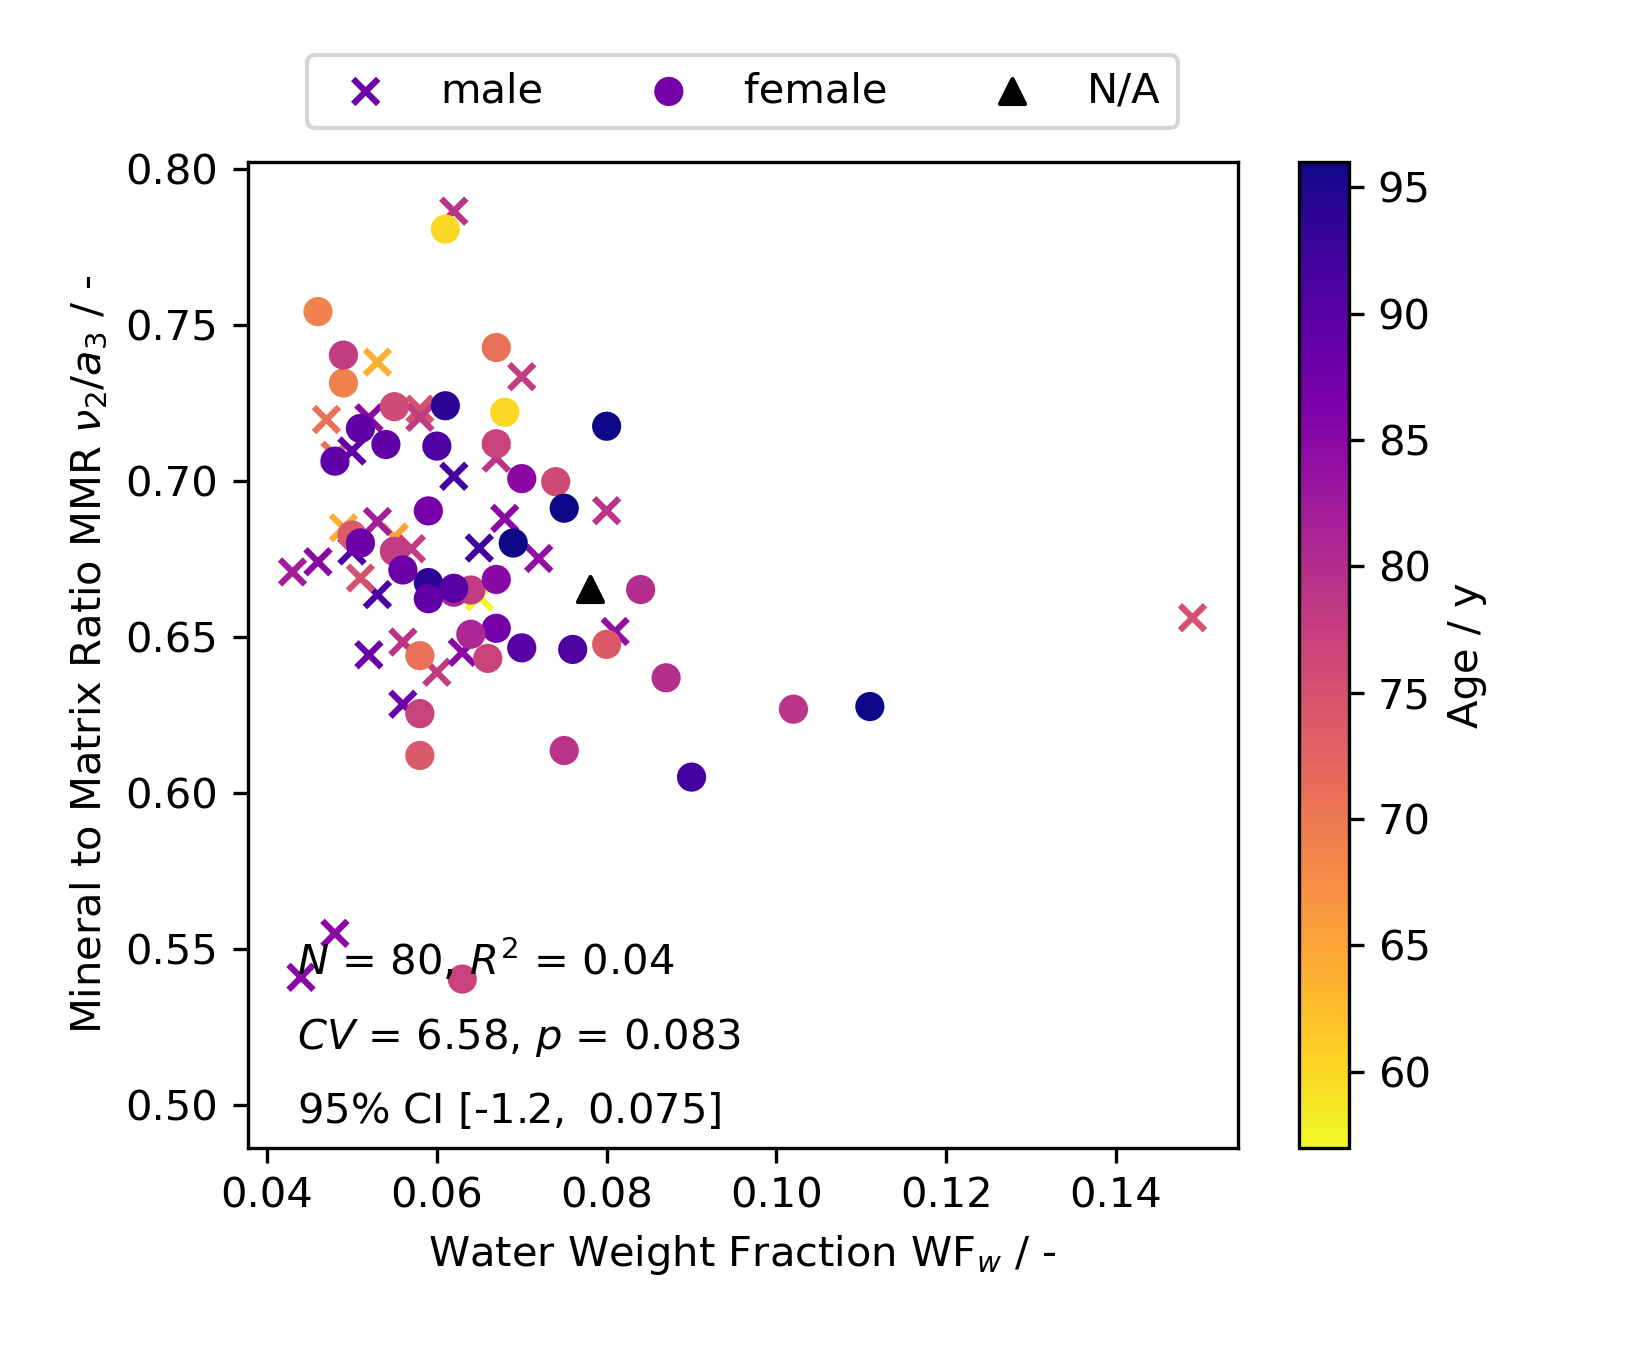 male female N/A
0.80
0.75
0.70
0.65
0.60
0.55
0.50
Mineral to Matrix Ratio MMR ν₂/a₃ / -
N = 80, R² = 0.04
CV = 6.58, p = 0.083
95% CI [-1.2, 0.075]
0.04 0.06 0.08 0.10 0.12 0.14
Water Weight Fraction WF_w / -
95
90
85
80
75
70
65
60
Age / y